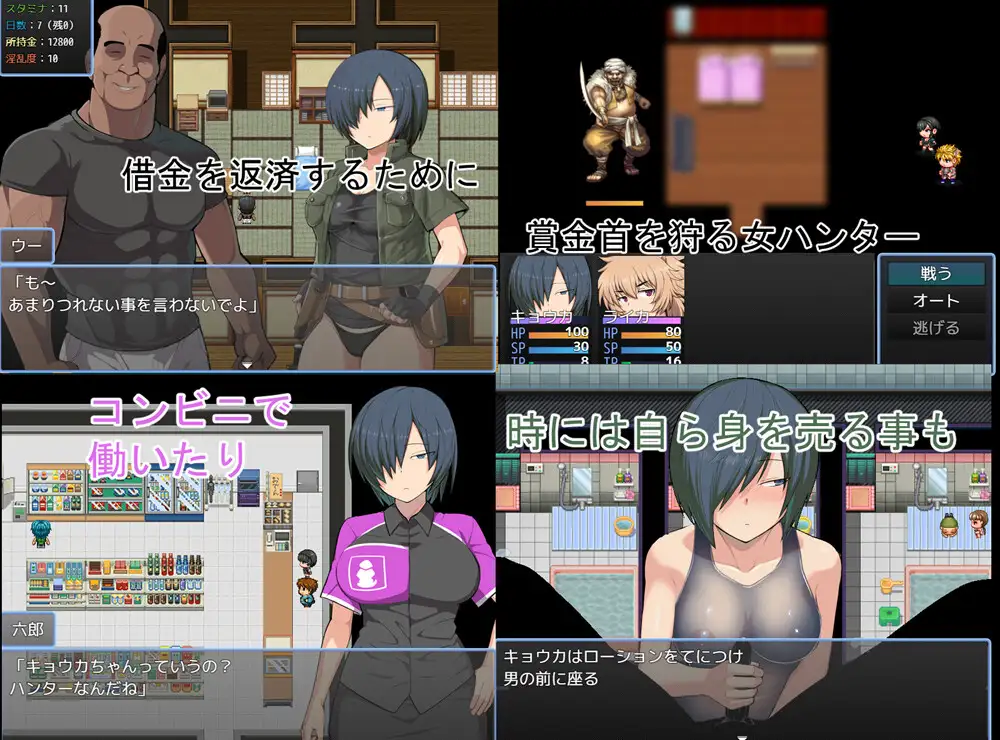 スタミナ：11
日数：7（残0）
所持金：12800
淫乱度：10
借金を返済するために
ウー
「も～
あまりつれない事を言わないでよ」
賞金首を狩る女ハンター
キョウカ
HP 100
SP 30
TP 8
ライカ
HP 80
SP 50
TP 16
戦う
オート
逃げる
コンビニで
働いたり
おでん
六郎
「キョウカちゃんっていうの？
ハンターなんだね」
時には自ら身を売る事も
キョウカはローションをてにつけ
男の前に座る